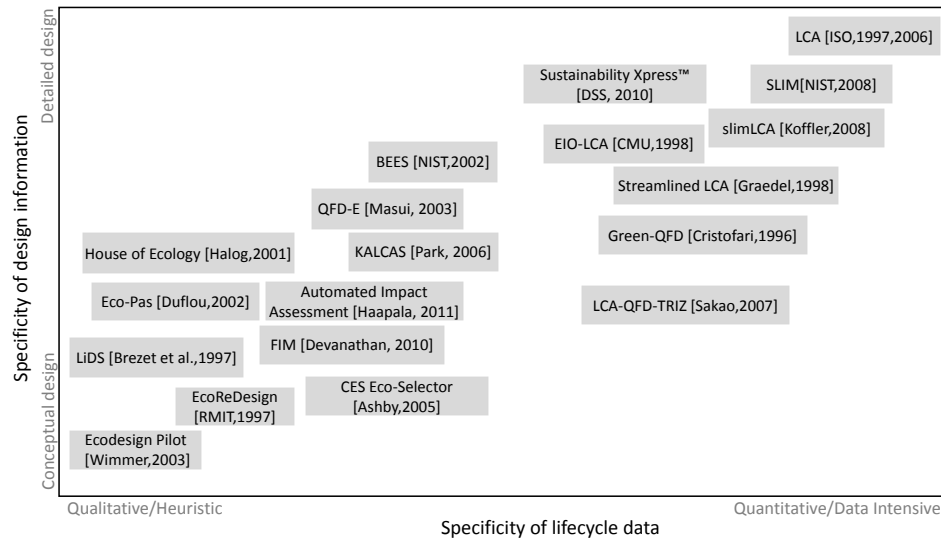 Detailed design
LCA [ISO,1997,2006]
Sustainability Xpress™
[DSS, 2010]
SLIM[NIST,2008]
slimLCA [Koffler,2008]
EIO-LCA [CMU,1998]
BEES [NIST,2002]
Streamlined LCA [Graedel,1998]
QFD-E [Masui, 2003]
Green-QFD [Cristofari,1996]
House of Ecology [Halog,2001]
KALCAS [Park, 2006]
Eco-Pas [Duflou,2002]
Automated Impact
Assessment [Haapala, 2011]
LCA-QFD-TRIZ [Sakao,2007]
LiDS [Brezet et al.,1997]
FIM [Devanathan, 2010]
EcoReDesign
[RMIT,1997]
CES Eco-Selector
[Ashby,2005]
Ecodesign Pilot
[Wimmer,2003]
Specificity of design information
Conceptual design
Qualitative/Heuristic
Quantitative/Data Intensive
Specificity of lifecycle data